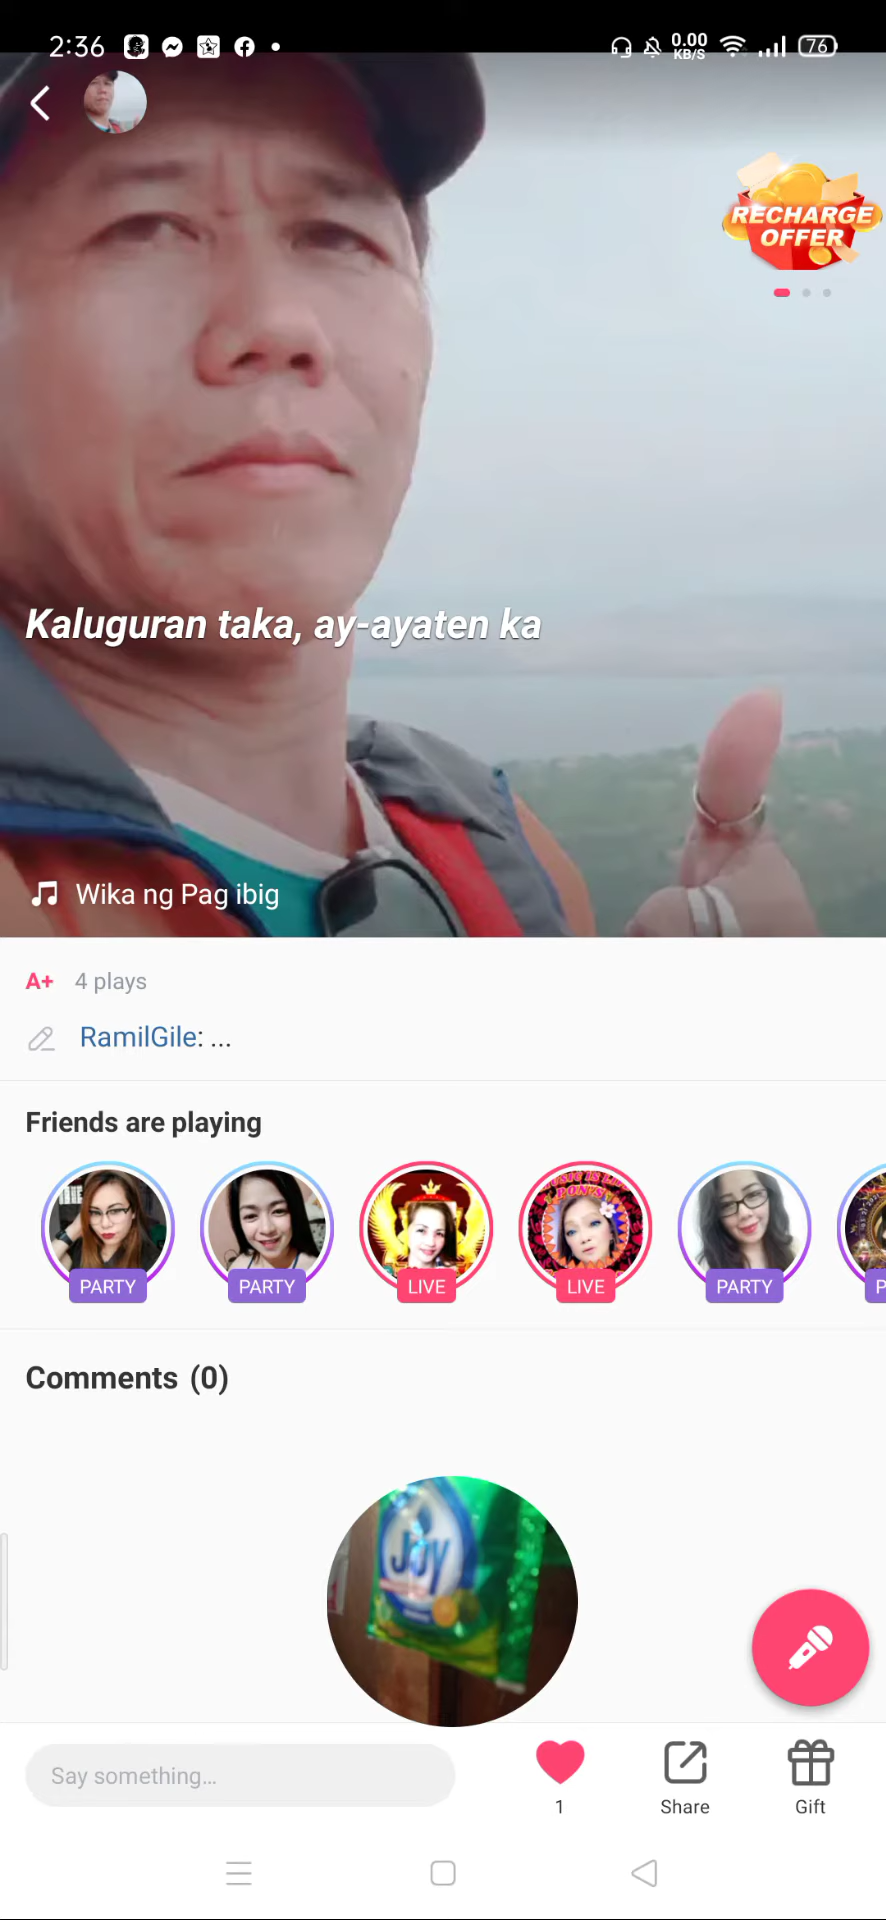 2:36
0.00
KB/S
76
RECHARGE
OFFER
Kaluguran taka, ay-ayaten ka
Wika ng Pag ibig
A+ 4 plays
RamilGile: ...
Friends are playing
PARTY PARTY LIVE LIVE PARTY P
Comments (0)
Joy
Say something...
1 Share Gift